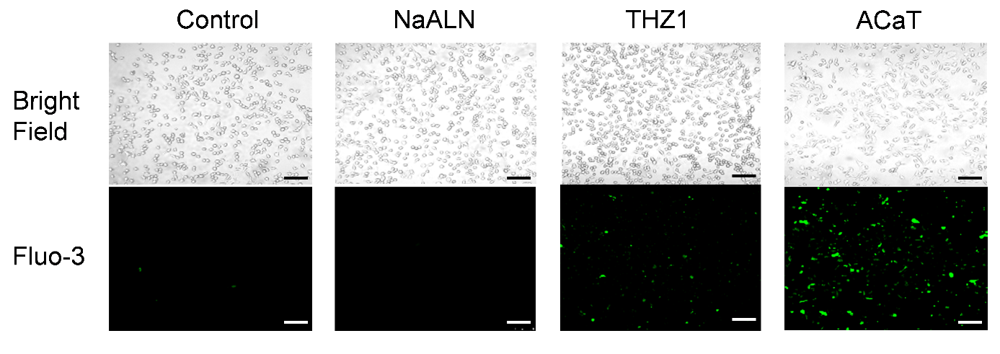 Control NaALN THZ1 ACaT
Bright
Field
Fluo-3